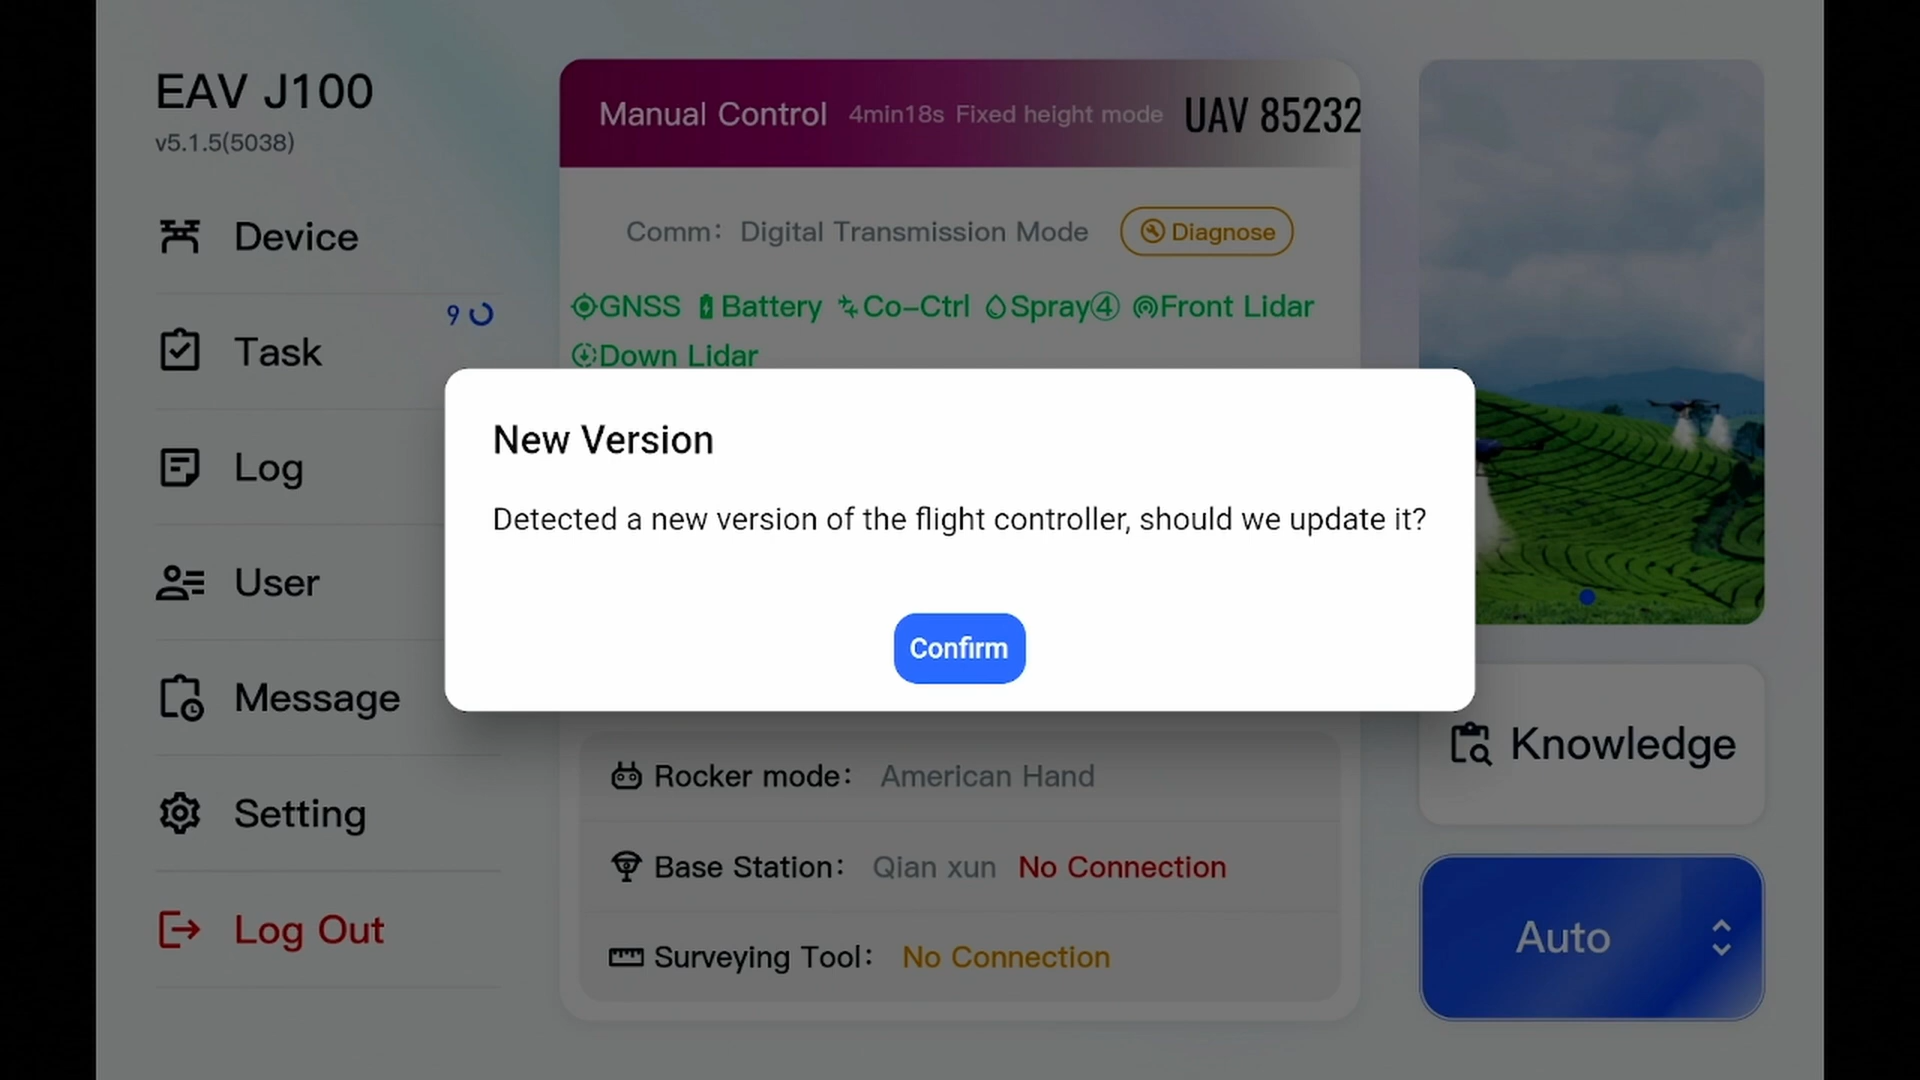 EAV J100
v5.1.5(5038)
Device
9
Task
Log
User
Message
Setting
Log Out
Manual Control 4min18s Fixed height mode UAV 85232
Comm: Digital Transmission Mode Diagnose
GNSS Battery Co-Ctrl Spray④ Front Lidar
Down Lidar
New Version
Detected a new version of the flight controller, should we update it?
Confirm
Rocker mode: American Hand
Base Station: Qian xun No Connection
Surveying Tool: No Connection
Knowledge
Auto